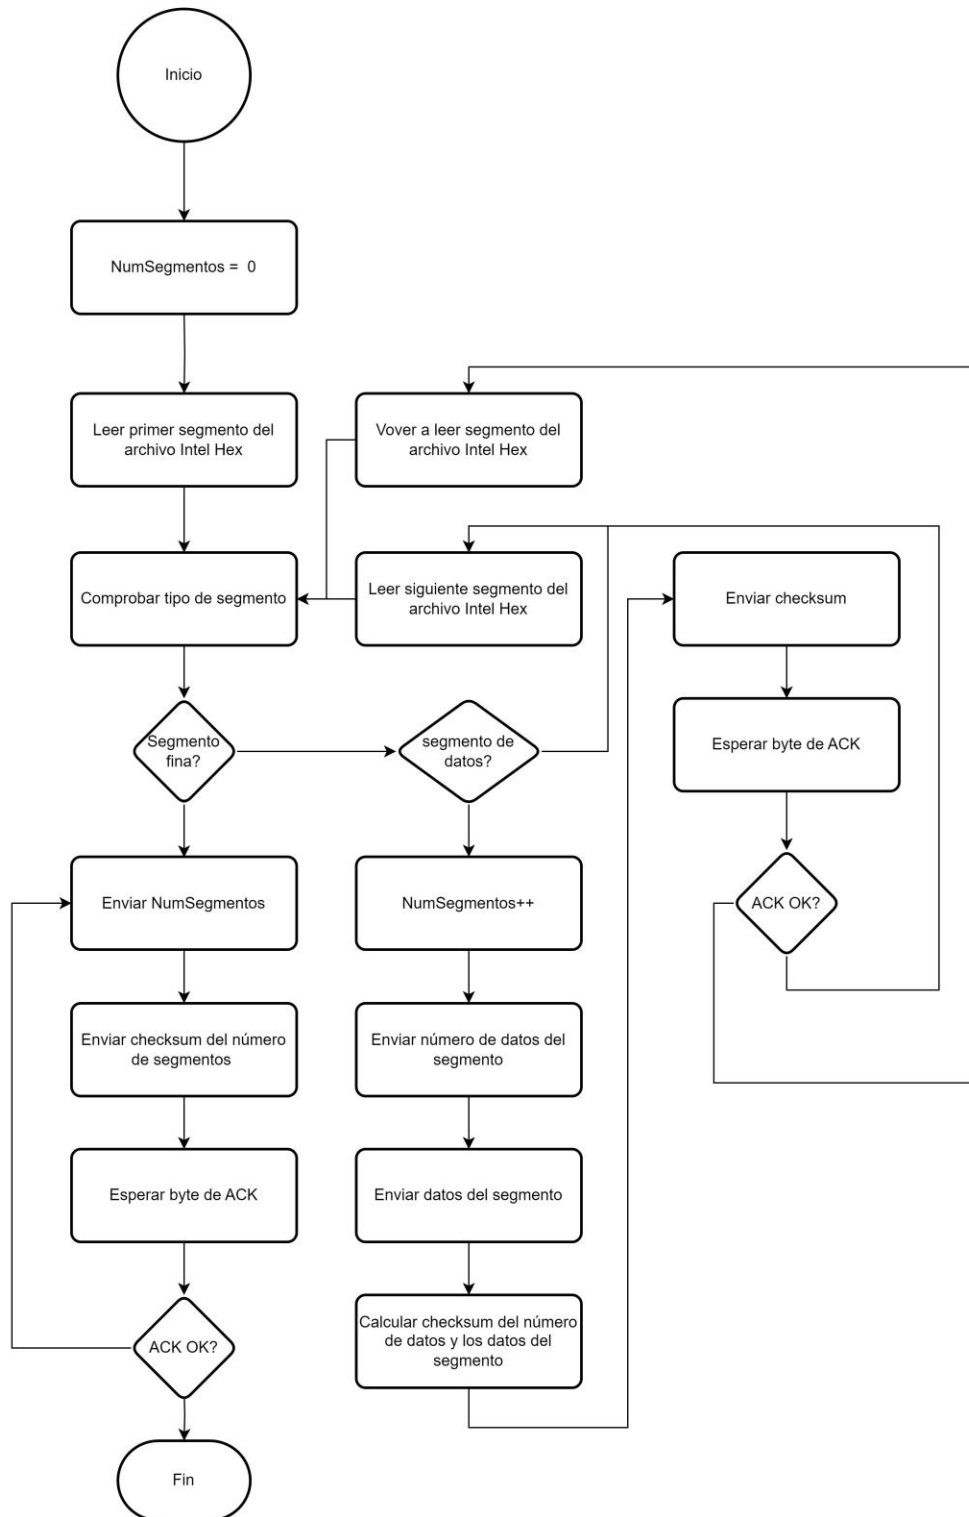 Inicio
NumSegmentos = 0
Leer primer segmento del
archivo Intel Hex
Vover a leer segmento del
archivo Intel Hex
Comprobar tipo de segmento
Leer siguiente segmento del
archivo Intel Hex
Enviar checksum
Segmento
fina?
segmento de
datos?
Esperar byte de ACK
Enviar NumSegmentos
NumSegmentos++
ACK OK?
Enviar checksum del número
de segmentos
Enviar número de datos del
segmento
Esperar byte de ACK
Enviar datos del segmento
ACK OK?
Calcular checksum del número
de datos y los datos del
segmento
Fin